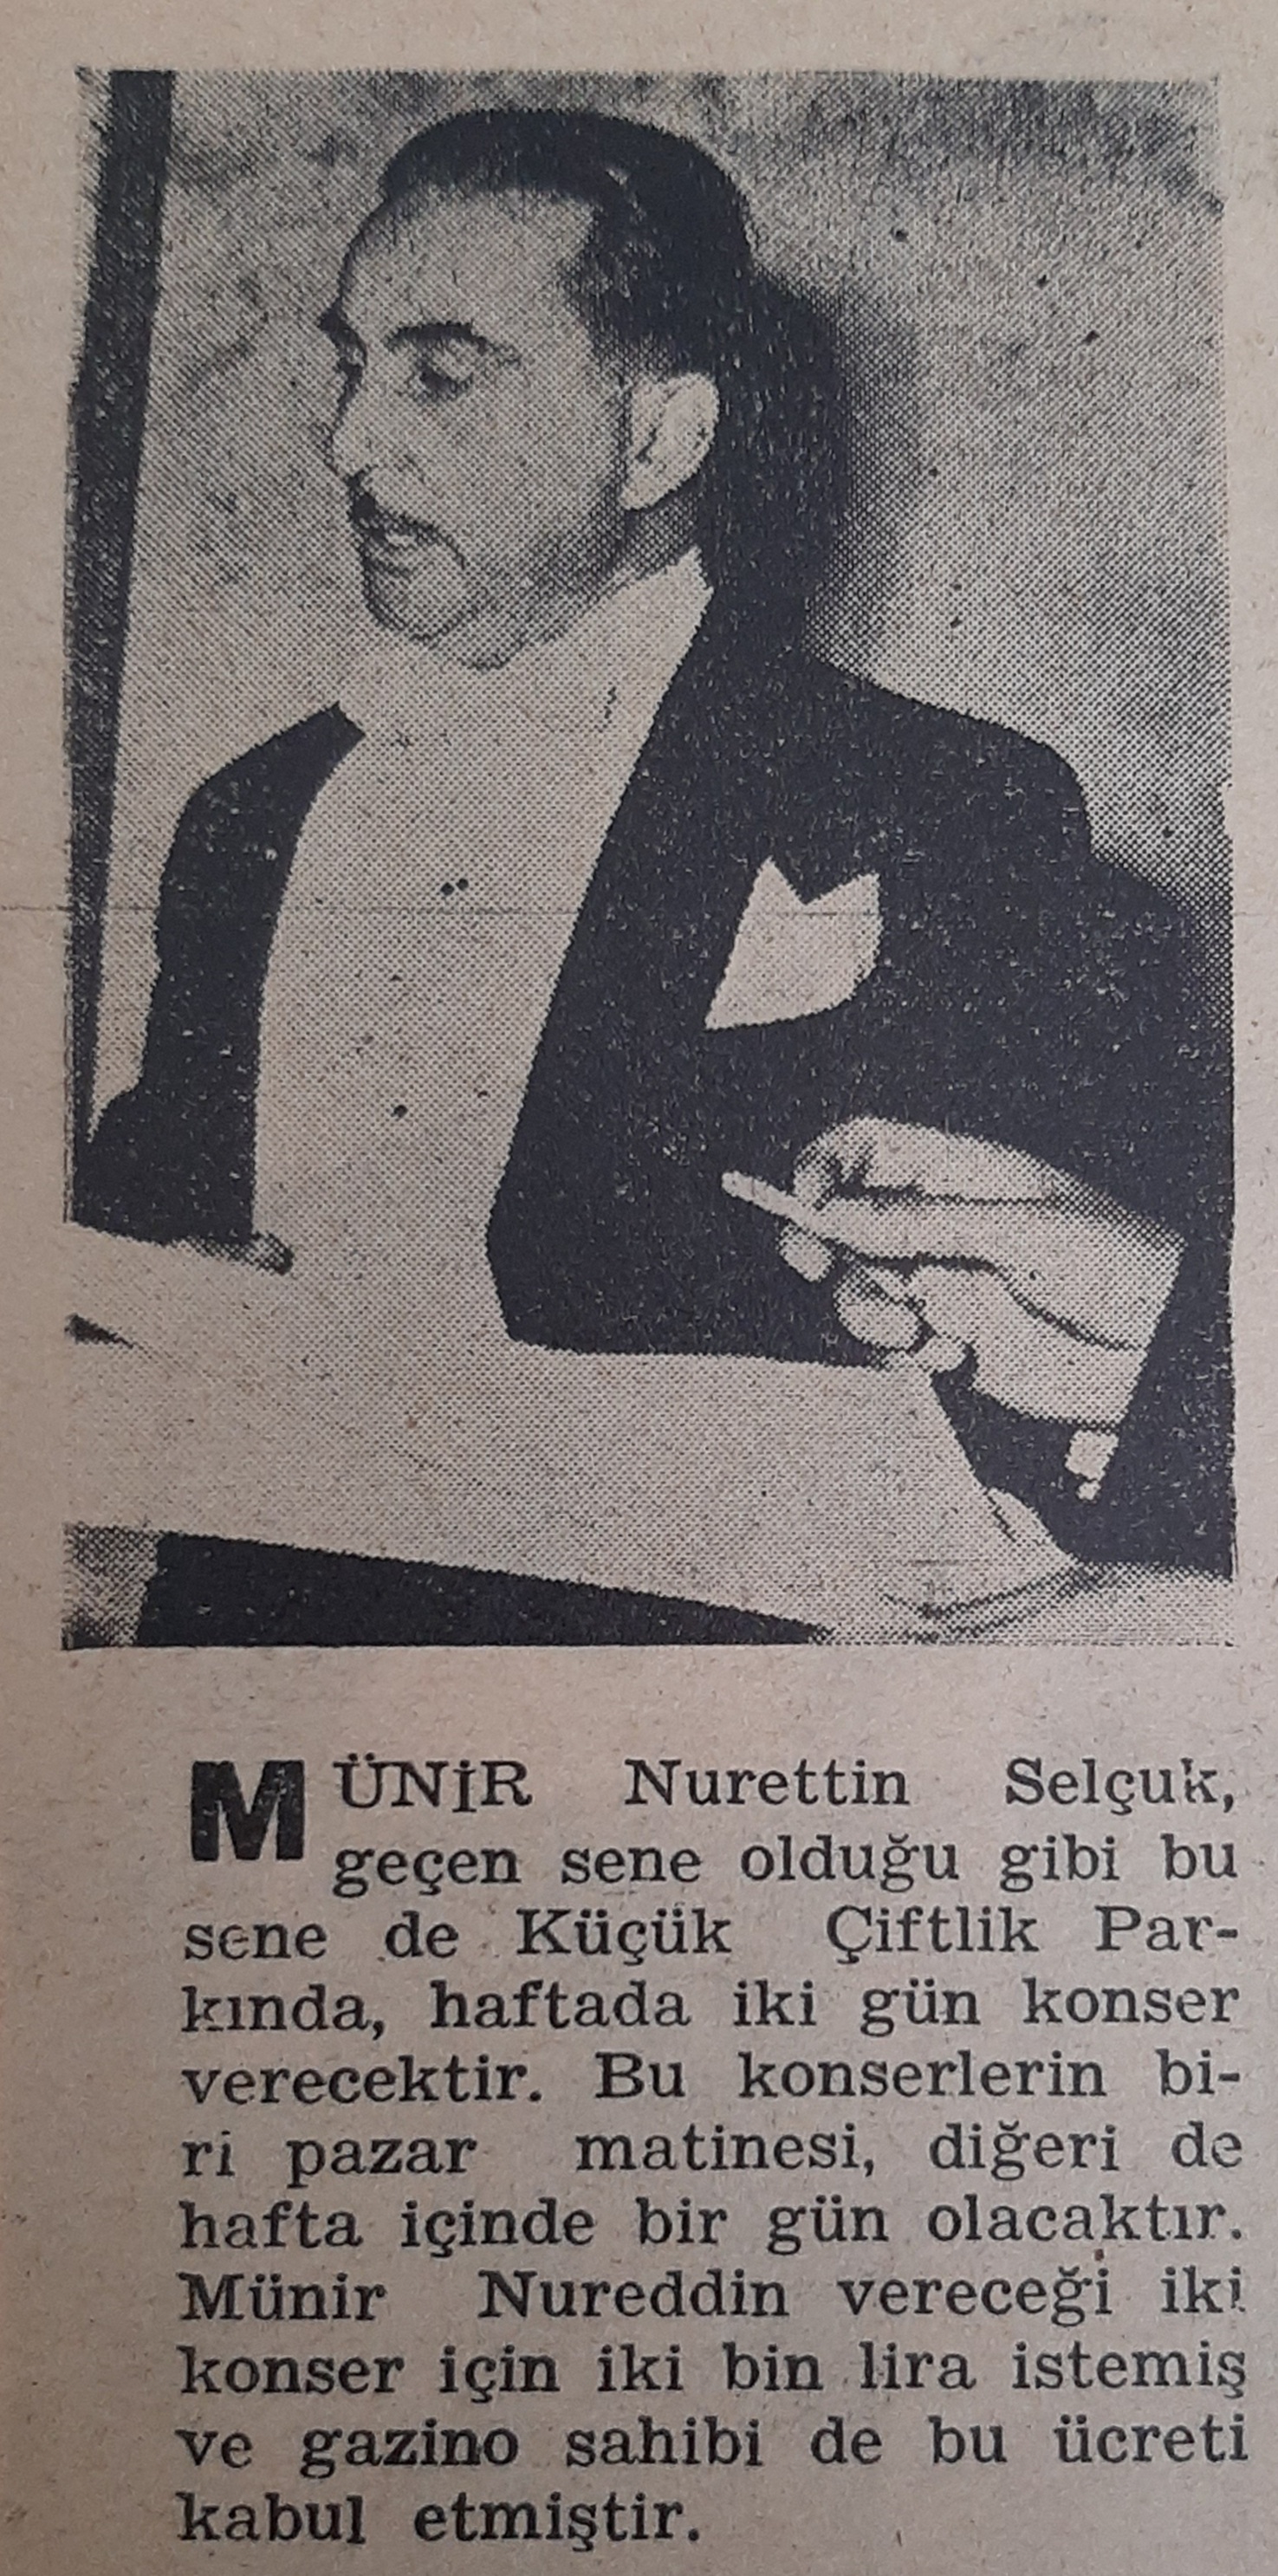 MÜNİR Nurettin Selçuk,
geçen sene olduğu gibi bu
sene de Küçük Çiftlik Par-
kında, haftada iki gün konser
verecektir. Bu konserlerin bi-
ri pazar matinesi, diğeri de
hafta içinde bir gün olacaktır.
Münir Nureddin vereceği iki
konser için iki bin lira istemiş
ve gazino sahibi de bu ücreti
kabul etmiştir.